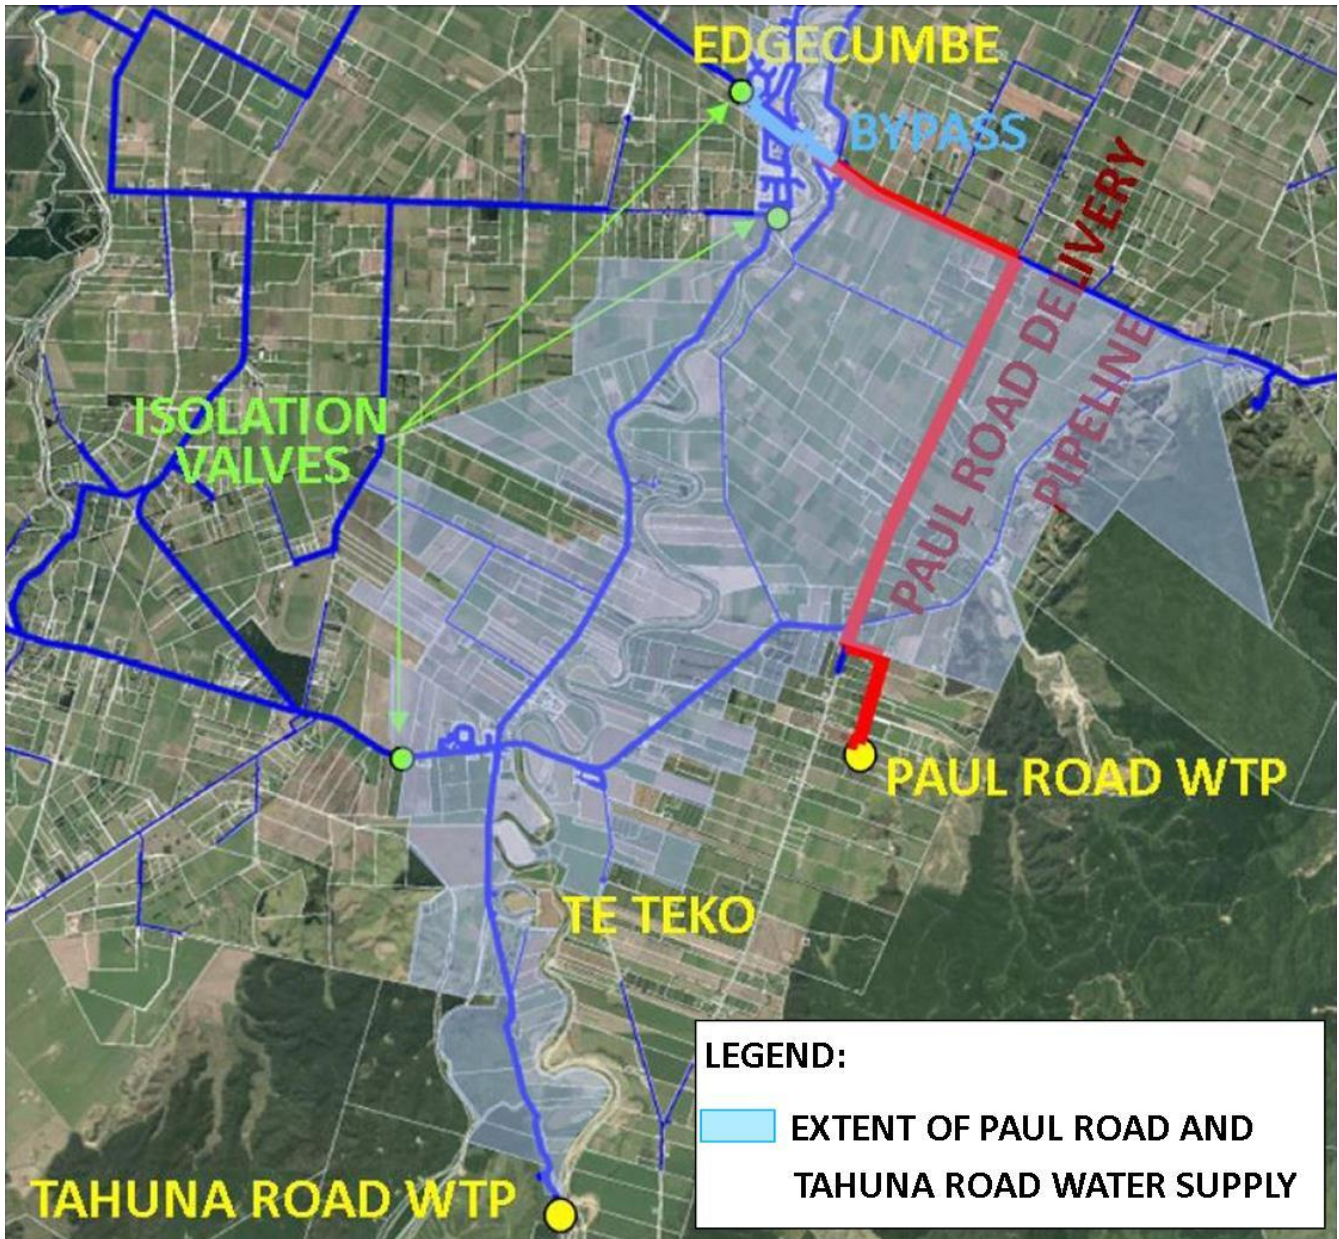 EDGECUMBE
BYPASS
PAUL ROAD DELIVERY
PIPELINE
ISOLATION
VALVES
PAUL ROAD WTP
TE TEKO
TAHUNA ROAD WTP
LEGEND:
EXTENT OF PAUL ROAD AND
TAHUNA ROAD WATER SUPPLY